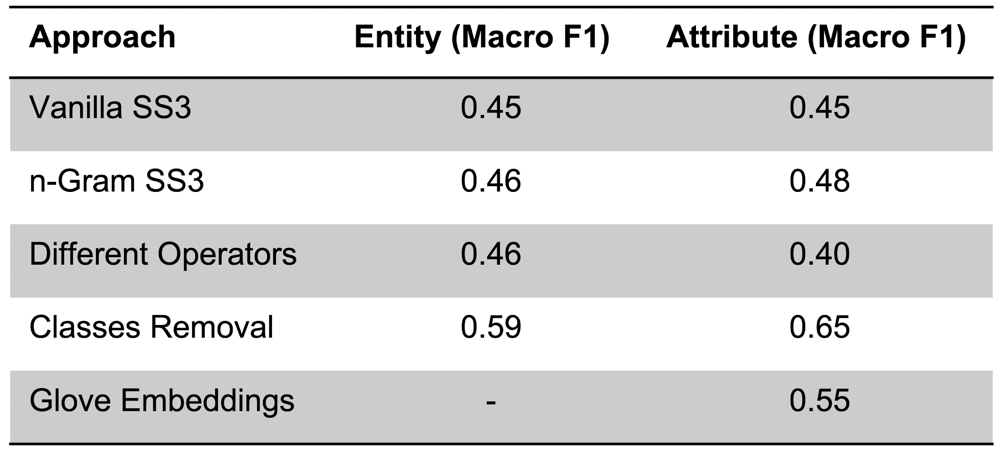 Approach Entity (Macro F1) Attribute (Macro F1)
Vanilla SS3 0.45 0.45
n-Gram SS3 0.46 0.48
Different Operators 0.46 0.40
Classes Removal 0.59 0.65
Glove Embeddings - 0.55